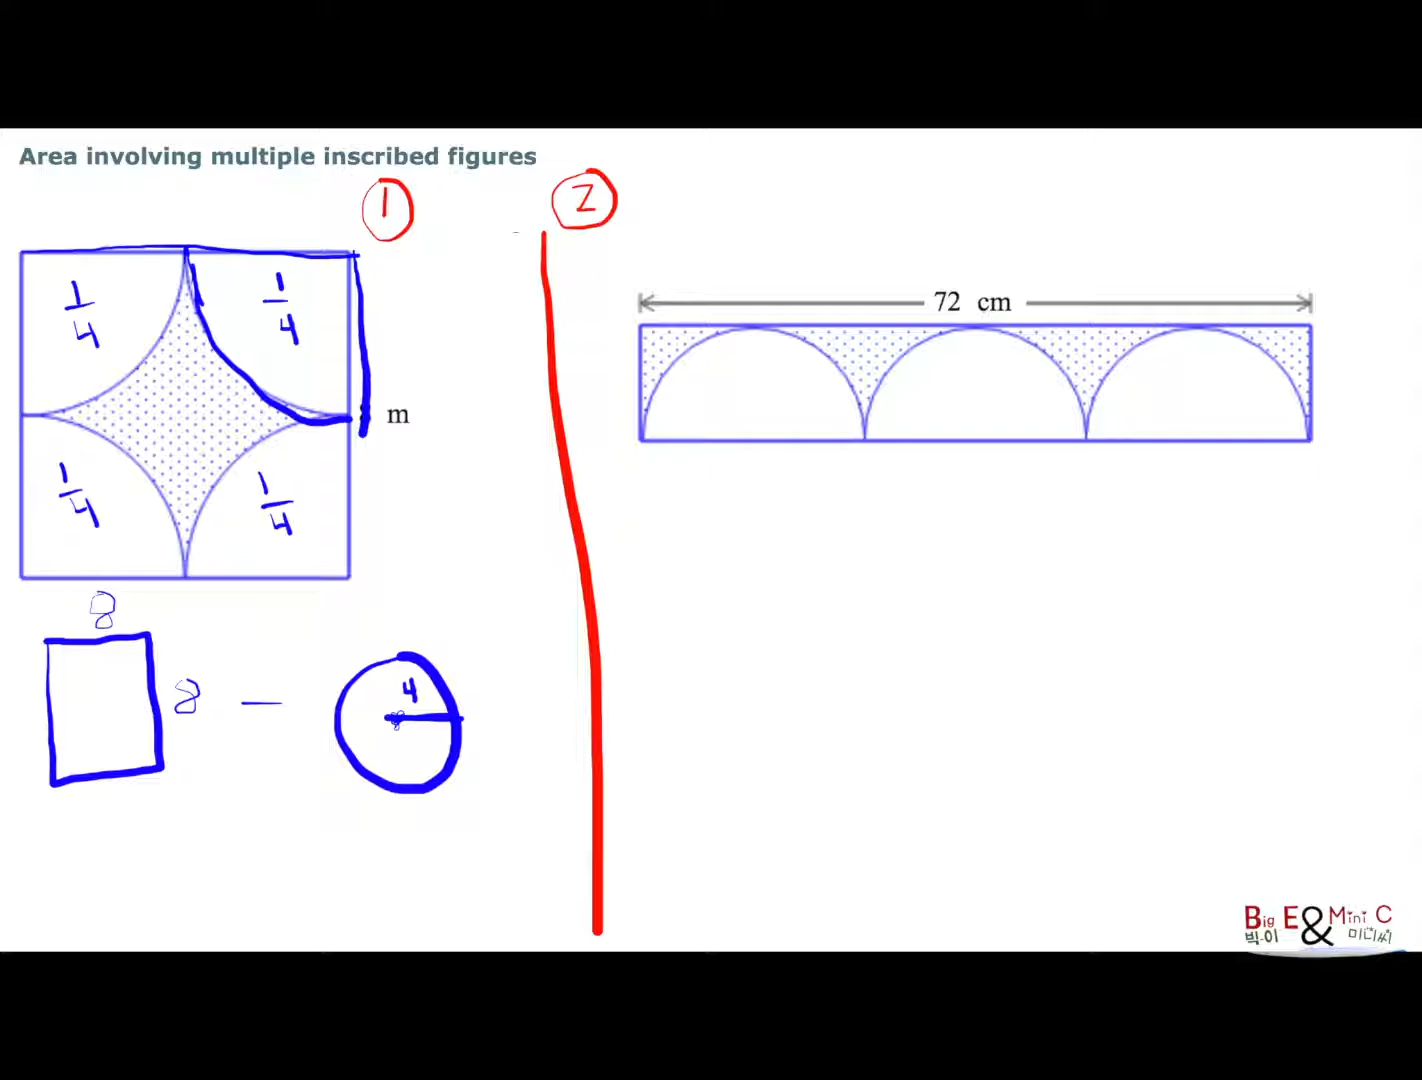 Area involving multiple inscribed figures
1
2
1/4
1/4
m
1/4
1/4
8
8 −
4
72 cm
Big E & Mini C
빅이 미니씨